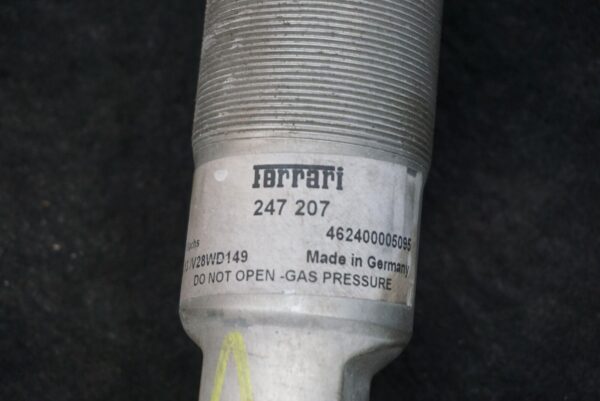 Ferrari
247 207
462400005095
V28WD149 Made in Germany
DO NOT OPEN -GAS PRESSURE